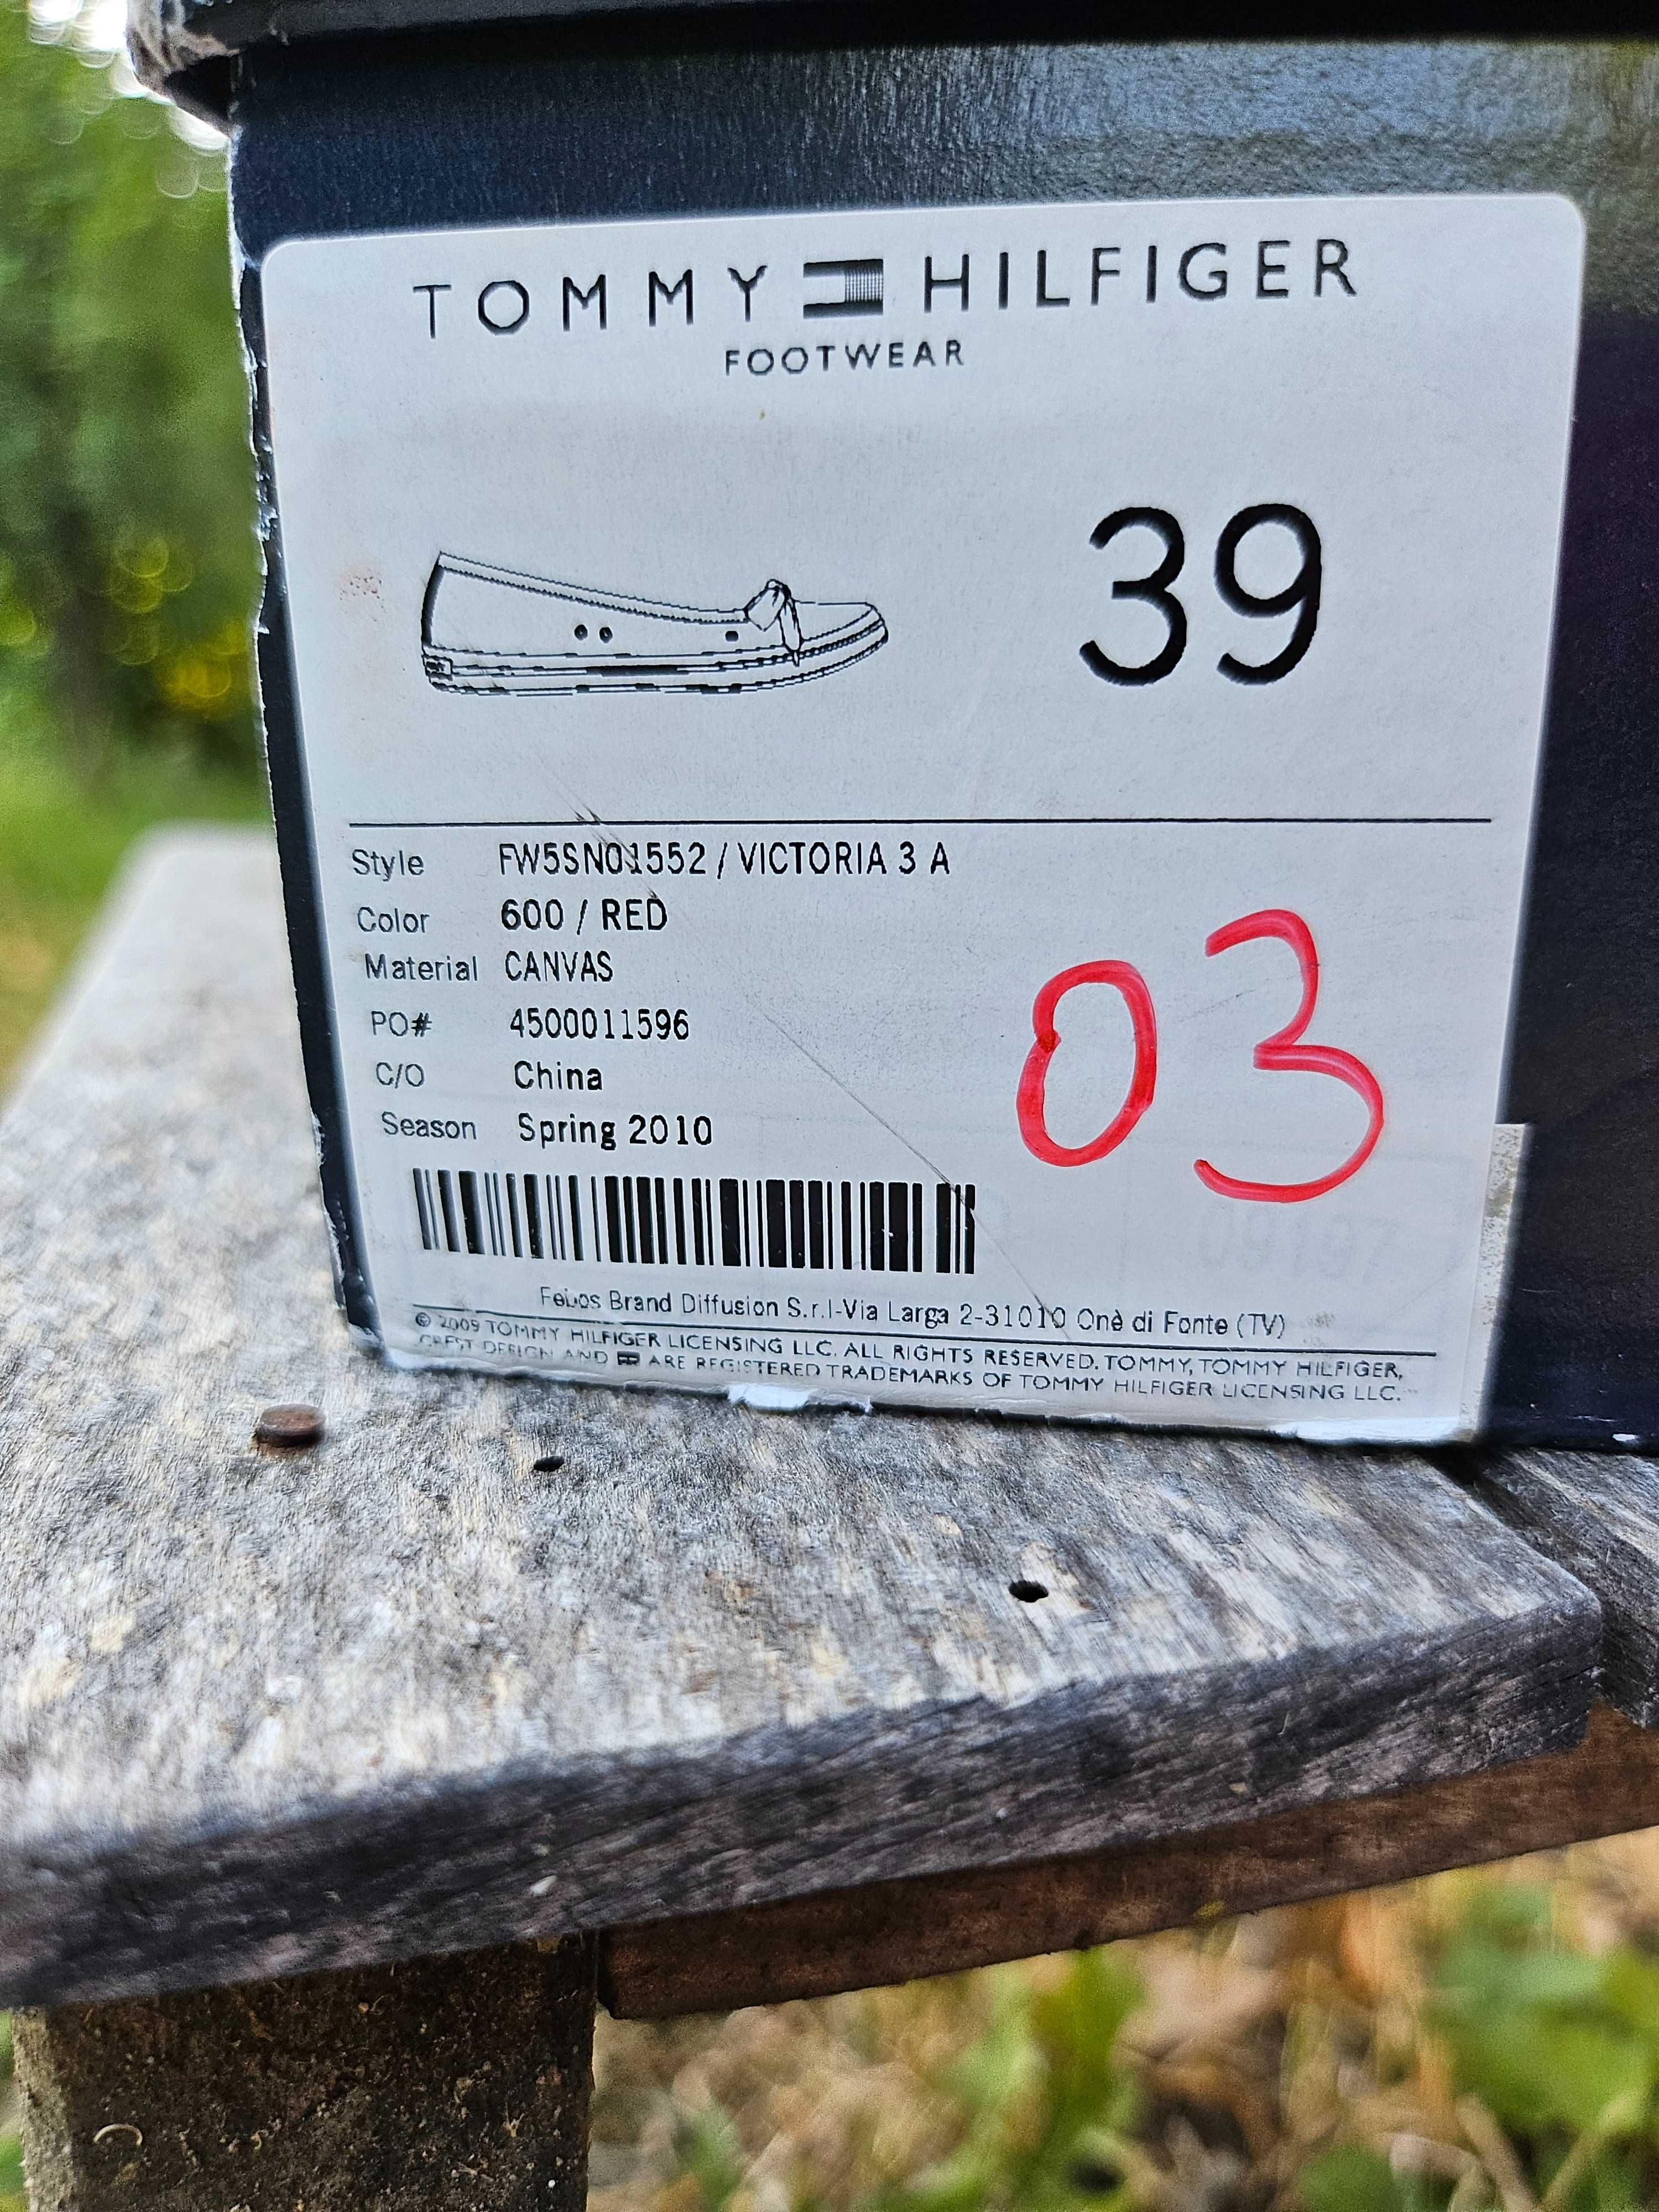 TOMMY HILFIGER
FOOTWEAR
39
Style FW5SN01552 / VICTORIA 3 A
Color 600 / RED
Material CANVAS
PO# 4500011596
C/O China
Season Spring 2010
03
Febos Brand Diffusion S.r.l-Via Larga 2-31010 Onè di Fonte (TV)
© 2009 TOMMY HILFIGER LICENSING LLC. ALL RIGHTS RESERVED. TOMMY, TOMMY HILFIGER,
CREST DESIGN AND ARE REGISTERED TRADEMARKS OF TOMMY HILFIGER LICENSING LLC.